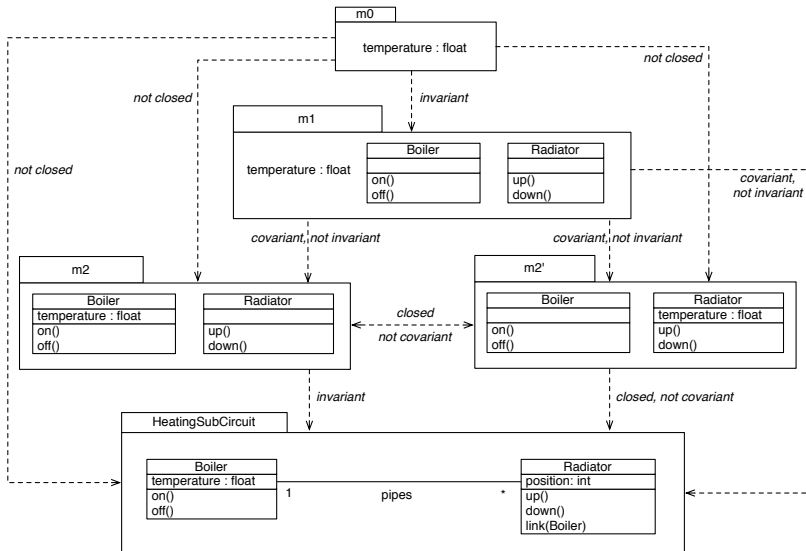 m0
temperature : float
not closed
not closed
invariant
not closed
m1
temperature : float
Boiler
on()
off()
Radiator
up()
down()
covariant,
not invariant
covariant, not invariant
covariant, not invariant
m2
Boiler
temperature : float
on()
off()
Radiator
up()
down()
closed
not covariant
m2'
Boiler
on()
off()
Radiator
temperature : float
up()
down()
invariant
closed, not covariant
HeatingSubCircuit
Boiler
temperature : float
on()
off()
1
pipes
*
Radiator
position: int
up()
down()
link(Boiler)